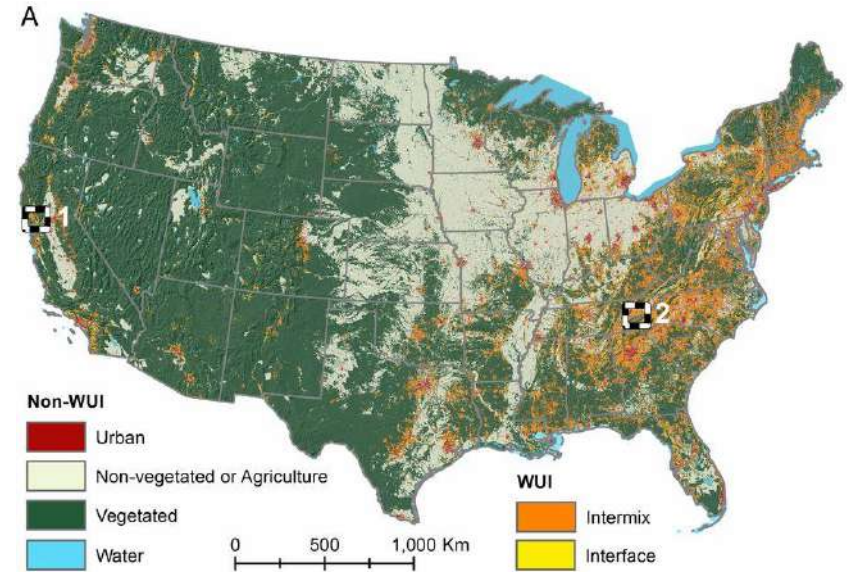 A
1
2
Non-WUI
Urban
Non-vegetated or Agriculture
Vegetated
Water
0 500 1,000 Km
WUI
Intermix
Interface